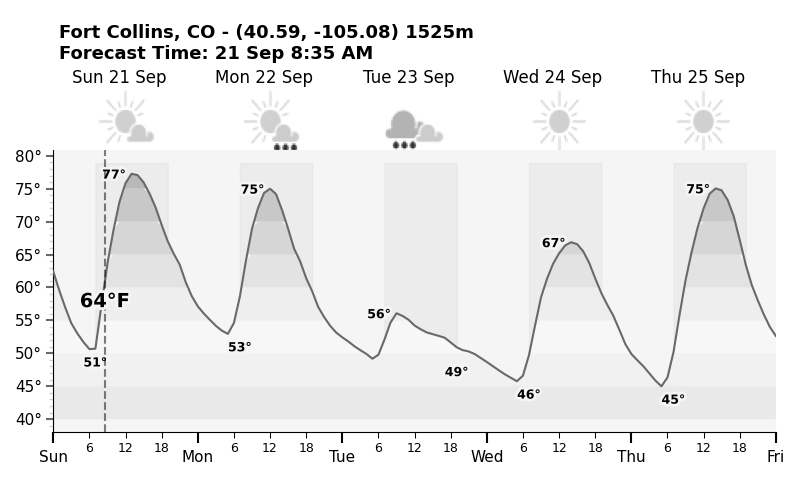 Fort Collins, CO - (40.59, -105.08) 1525m
Forecast Time: 21 Sep 8:35 AM
Sun 21 Sep Mon 22 Sep Tue 23 Sep Wed 24 Sep Thu 25 Sep
80°
77°
75° 75° 75°
70°
67°
65°
64°F
60°
56°
55°
53°
51°
50°
49°
46°
45° 45°
40°
6 12 18 6 12 18 6 12 18 6 12 18 6 12 18
Sun Mon Tue Wed Thu Fri